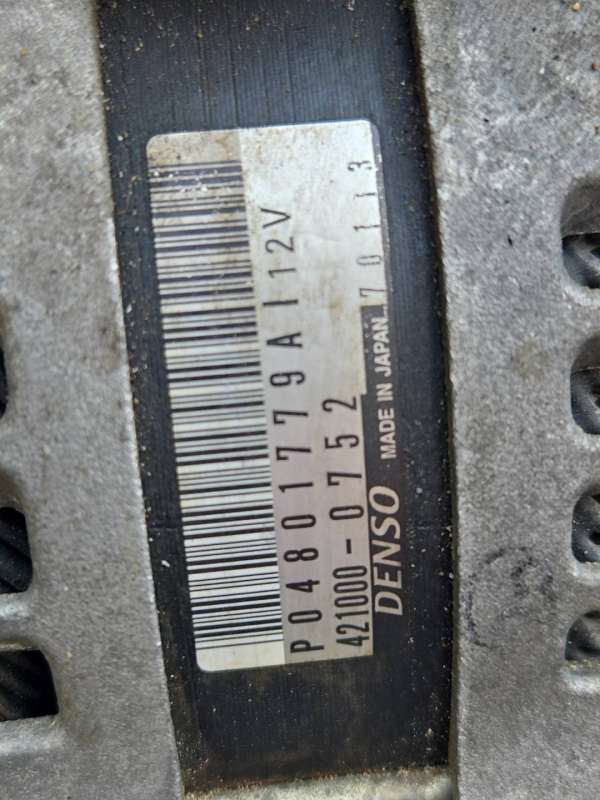 P04801779AI 12V
421000-0752 70113
DENSO MADE IN JAPAN